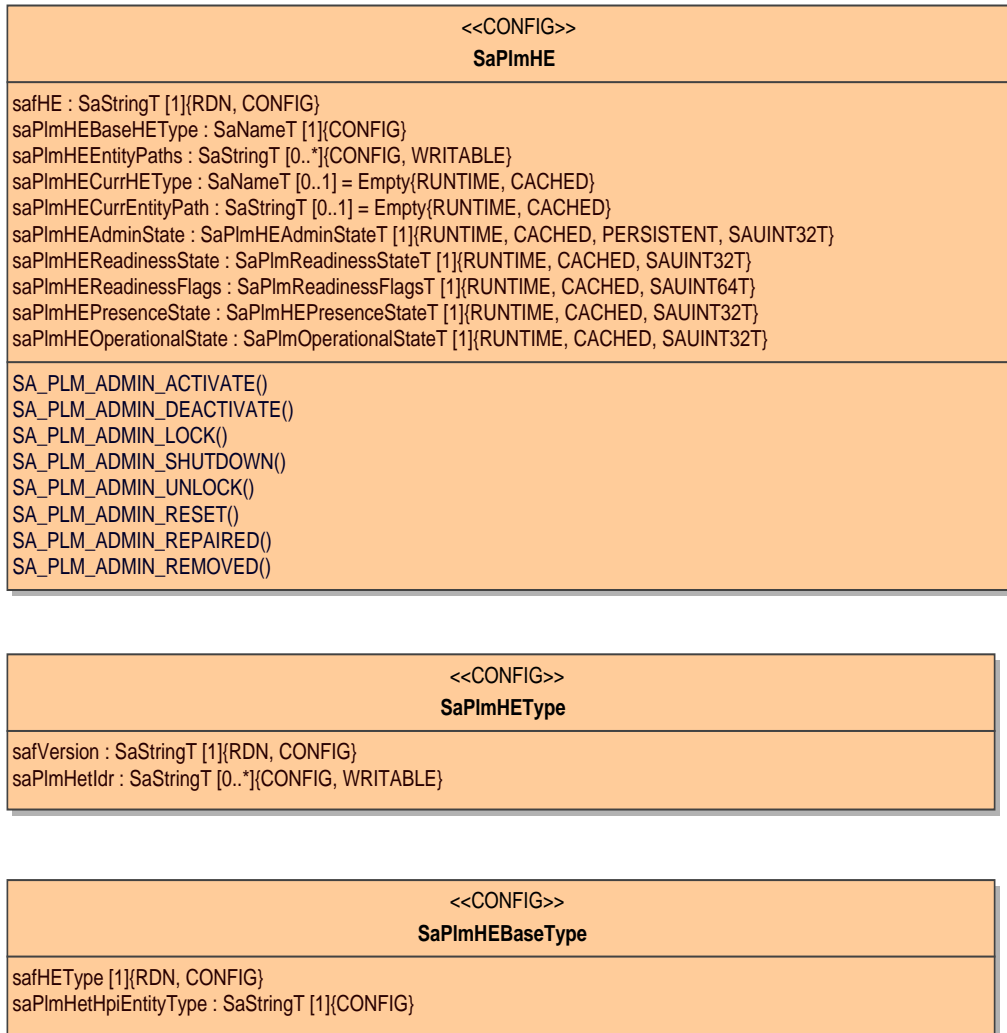 <<CONFIG>>
SaPlmHE
safHE : SaStringT [1]{RDN, CONFIG}
saPlmHEBaseHEType : SaNameT [1]{CONFIG}
saPlmHEEntityPaths : SaStringT [0..*]{CONFIG, WRITABLE}
saPlmHECurrHEType : SaNameT [0..1] = Empty{RUNTIME, CACHED}
saPlmHECurrEntityPath : SaStringT [0..1] = Empty{RUNTIME, CACHED}
saPlmHEAdminState : SaPlmHEAdminStateT [1]{RUNTIME, CACHED, PERSISTENT, SAUINT32T}
saPlmHEReadinessState : SaPlmReadinessStateT [1]{RUNTIME, CACHED, SAUINT32T}
saPlmHEReadinessFlags : SaPlmReadinessFlagsT [1]{RUNTIME, CACHED, SAUINT64T}
saPlmHEPresenceState : SaPlmHEPresenceStateT [1]{RUNTIME, CACHED, SAUINT32T}
saPlmHEOperationalState : SaPlmOperationalStateT [1]{RUNTIME, CACHED, SAUINT32T}
SA_PLM_ADMIN_ACTIVATE()
SA_PLM_ADMIN_DEACTIVATE()
SA_PLM_ADMIN_LOCK()
SA_PLM_ADMIN_SHUTDOWN()
SA_PLM_ADMIN_UNLOCK()
SA_PLM_ADMIN_RESET()
SA_PLM_ADMIN_REPAIRED()
SA_PLM_ADMIN_REMOVED()
<<CONFIG>>
SaPlmHEType
safVersion : SaStringT [1]{RDN, CONFIG}
saPlmHetIdr : SaStringT [0..*]{CONFIG, WRITABLE}
<<CONFIG>>
SaPlmHEBaseType
safHEType [1]{RDN, CONFIG}
saPlmHetHpiEntityType : SaStringT [1]{CONFIG}